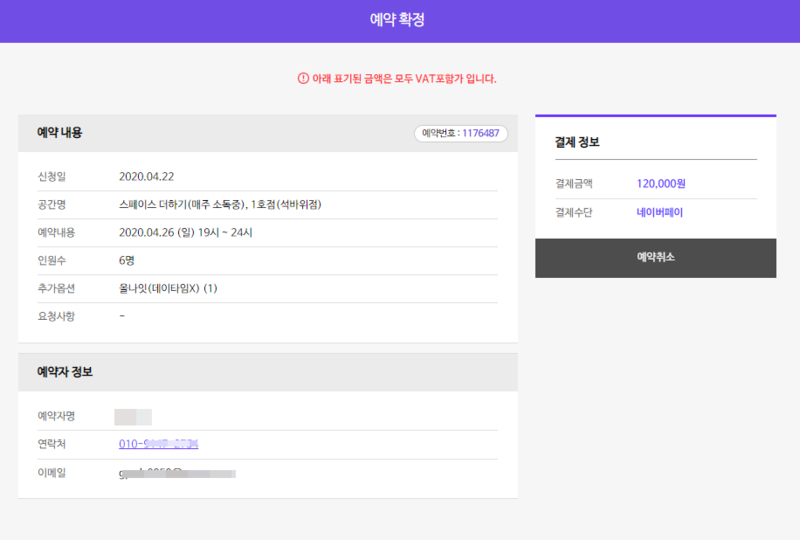 예약 확정
아래 표기된 금액은 모두 VAT포함가 입니다.
예약 내용
예약번호 : 1176487
신청일 2020.04.22
공간명 스페이스 더하기(매주 소독중), 1호점(석바위점)
예약내용 2020.04.26 (일) 19시 ~ 24시
인원수 6명
추가옵션 올나잇(데이타임X) (1)
요청사항 -
예약자 정보
예약자명
연락처 010-
이메일
결제 정보
결제금액 120,000원
결제수단 네이버페이
예약취소